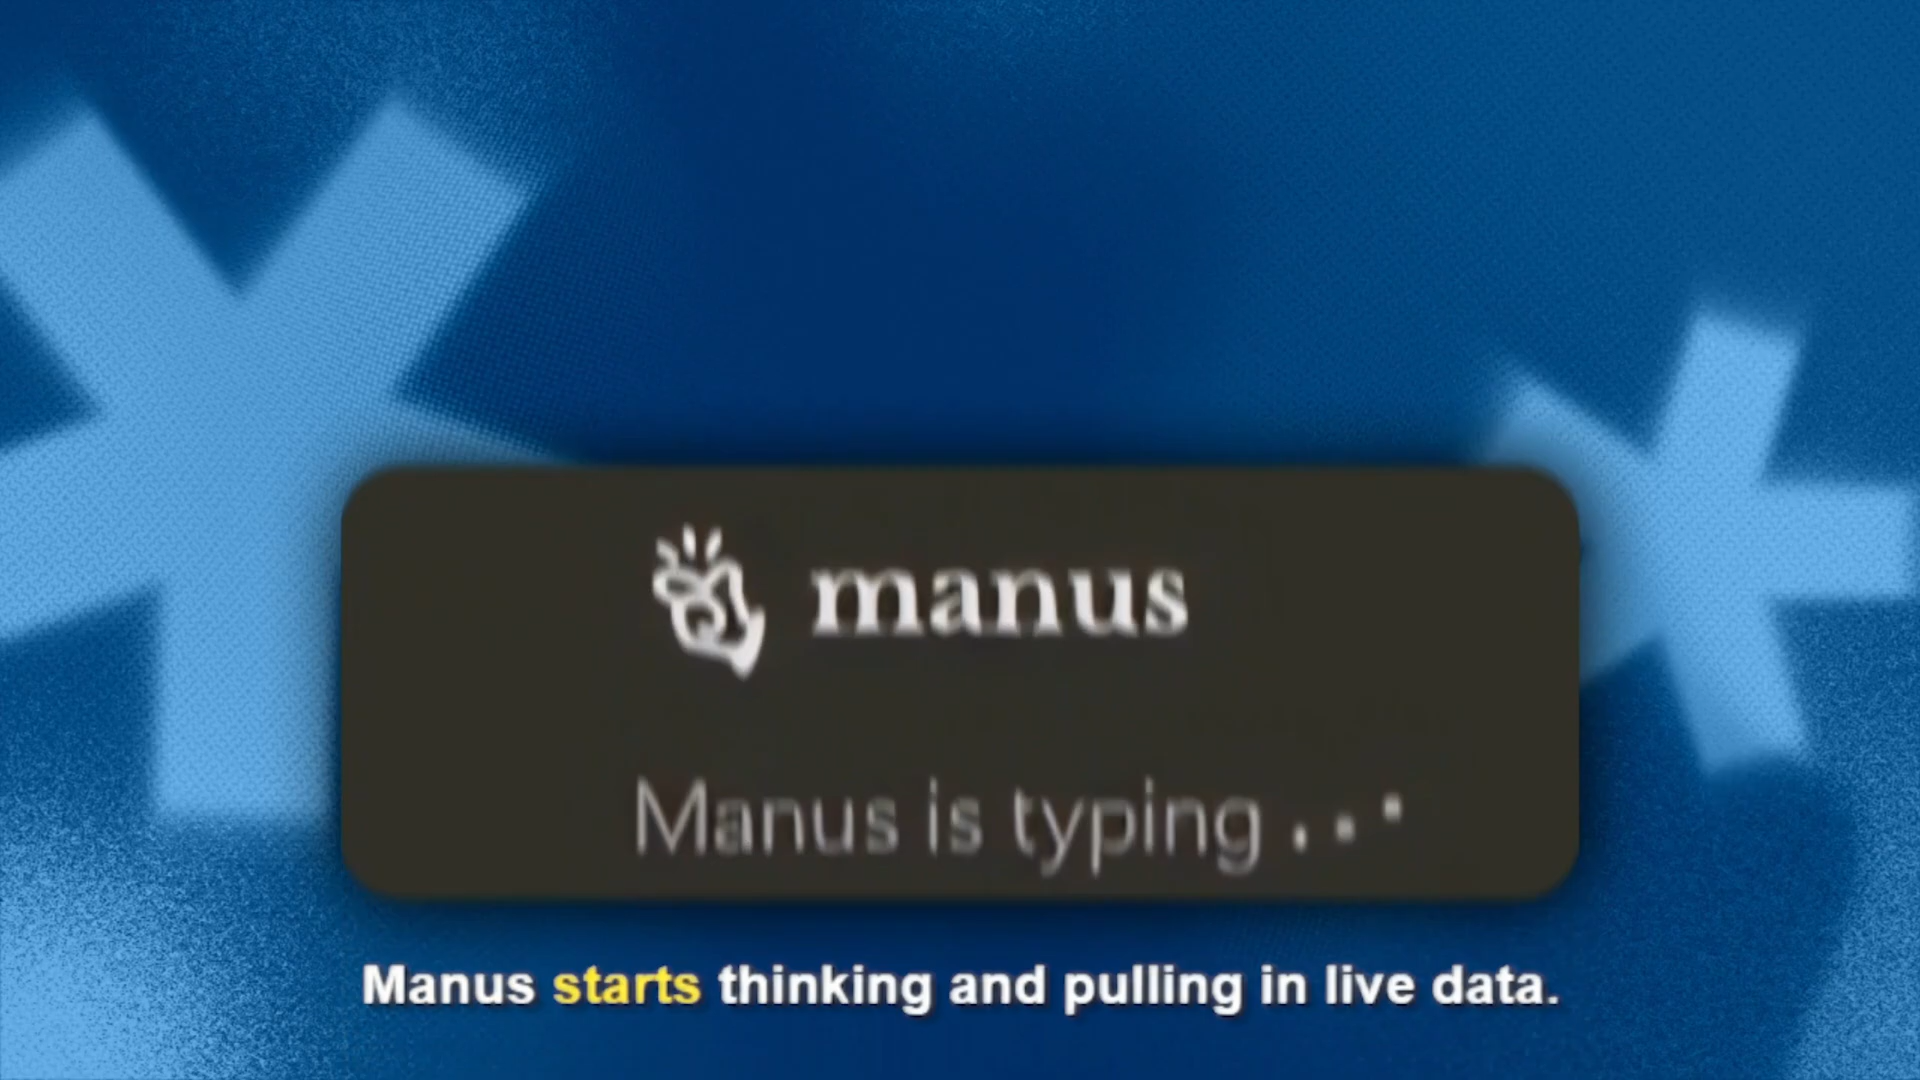 manus
Manus is typing...
Manus starts thinking and pulling in live data.